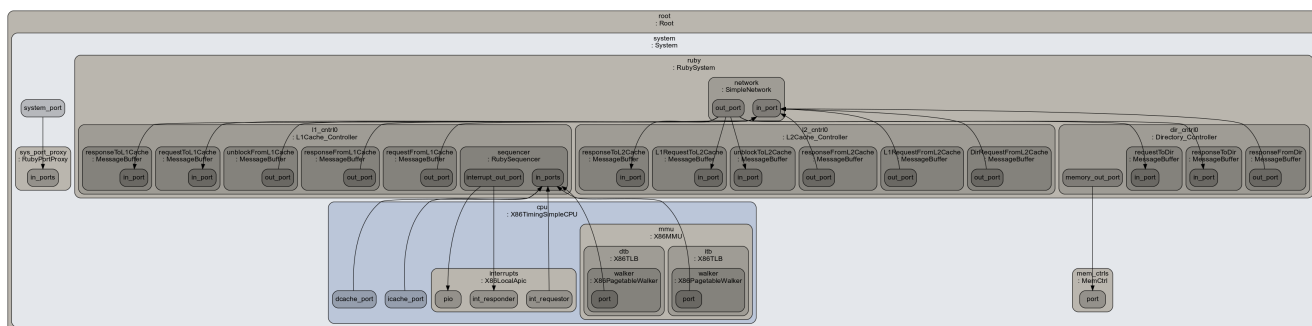 root
: Root
system
: System
ruby
: RubySystem
network
: SimpleNetwork
out_port
in_port
system_port
sys_port_proxy
: RubyPortProxy
in_ports
l1_cntrl0
: L1Cache_Controller
responseToL1Cache
: MessageBuffer
in_port
requestToL1Cache
: MessageBuffer
in_port
unblockFromL1Cache
: MessageBuffer
out_port
responseFromL1Cache
: MessageBuffer
out_port
requestFromL1Cache
: MessageBuffer
out_port
sequencer
: RubySequencer
interrupt_out_port
in_ports
l2_cntrl0
: L2Cache_Controller
responseToL2Cache
: MessageBuffer
in_port
L1RequestToL2Cache
: MessageBuffer
in_port
unblockToL2Cache
: MessageBuffer
in_port
responseFromL2Cache
: MessageBuffer
out_port
L1RequestFromL2Cache
: MessageBuffer
out_port
DirRequestFromL2Cache
: MessageBuffer
out_port
dir_cntrl0
: Directory_Controller
memory_out_port
requestToDir
: MessageBuffer
in_port
responseToDir
: MessageBuffer
in_port
responseFromDir
: MessageBuffer
out_port
cpu
: X86TimingSimpleCPU
dcache_port
icache_port
interrupts
: X86LocalApic
pio
int_responder
int_requestor
mmu
: X86MMU
dtb
: X86TLB
walker
: X86PagetableWalker
port
itb
: X86TLB
walker
: X86PagetableWalker
port
mem_ctrls
: MemCtrl
port